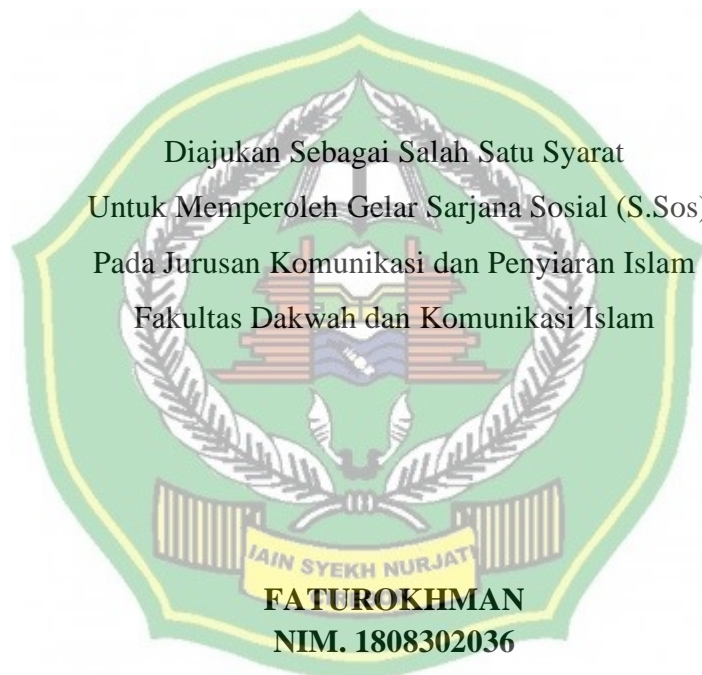 Diajukan Sebagai Salah Satu Syarat
Untuk Memperoleh Gelar Sarjana Sosial (S.Sos)
Pada Jurusan Komunikasi dan Penyiaran Islam
Fakultas Dakwah dan Komunikasi Islam
IAIN SYEKH NURJATI
FATUROKHMAN
NIM. 1808302036